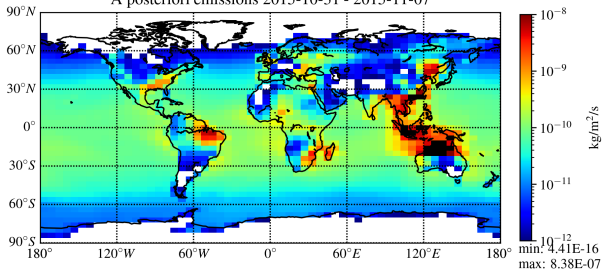 A posteriori emissions 2015-10-31 - 2015-11-07
90°N
60°N
30°N
0°
30°S
60°S
90°S
180° 120°W 60°W 0° 60°E 120°E 180°
10⁻⁸
10⁻⁹
10⁻¹⁰
10⁻¹¹
10⁻¹²
kg/m²/s
min: 4.41E-16
max: 8.38E-07